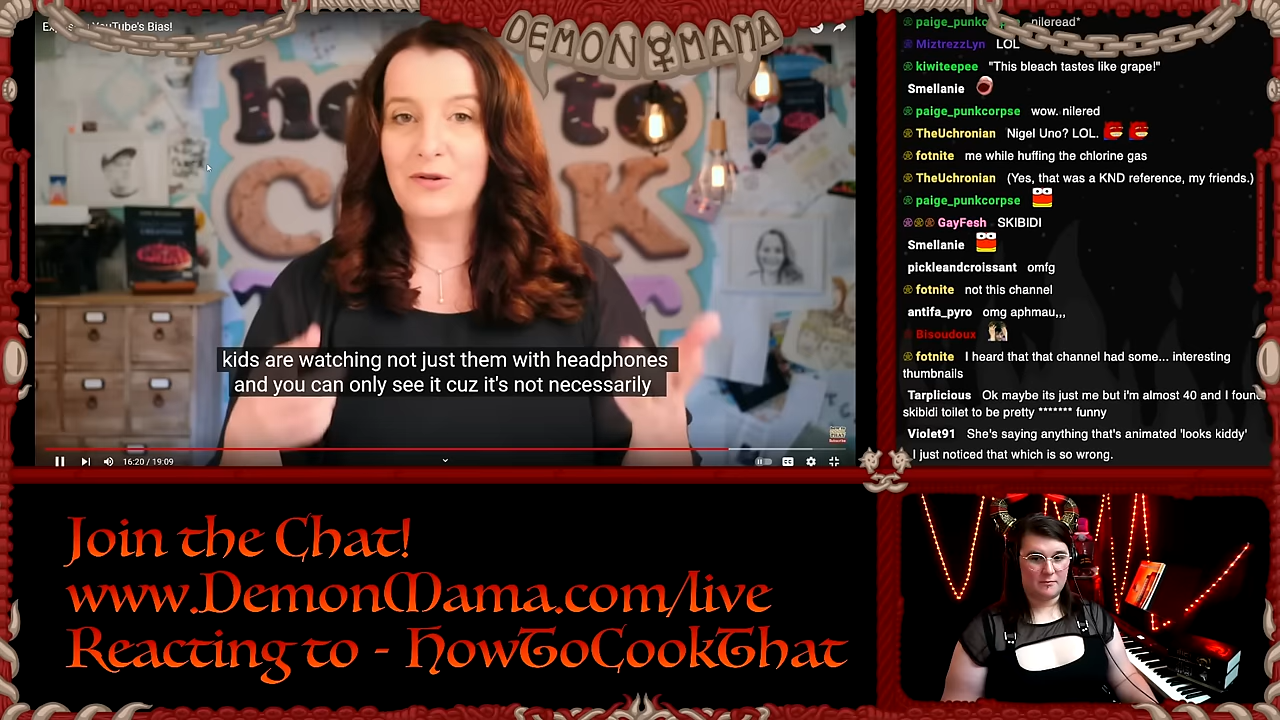 YouTube's Bias!
DEMON MAMA
how to
COOK
kids are watching not just them with headphones
and you can only see it cuz it's not necessarily
16:20 / 19:09
nileread*
MiztrezzLyn LOL
kiwiteepee "This bleach tastes like grape!"
Smellanie
paige_punkcorpse wow. nilered
TheUchronian Nigel Uno? LOL.
fotnite me while huffing the chlorine gas
TheUchronian (Yes, that was a KND reference, my friends.)
paige_punkcorpse
GayFesh SKIBIDI
Smellanie
pickleandcroissant omfg
fotnite not this channel
antifa_pyro omg aphmau,,,
Bisoudoux
fotnite I heard that that channel had some... interesting
thumbnails
Tarplicious Ok maybe its just me but i'm almost 40 and I found
skibidi toilet to be pretty ******* funny
Violet91 She's saying anything that's animated 'looks kiddy'
I just noticed that which is so wrong.
Join the Chat!
www.DemonMama.com/live
Reacting to - HowToCookThat